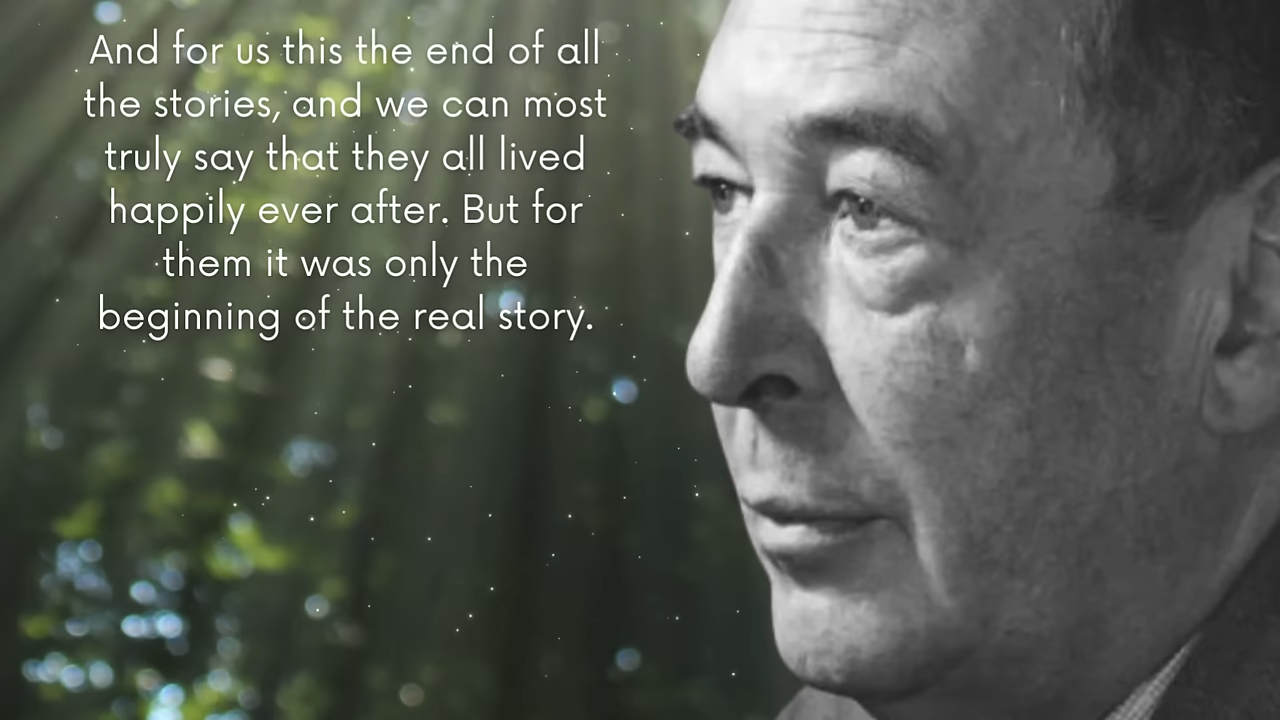 And for us this the end of all
the stories, and we can most
truly say that they all lived
happily ever after. But for
them it was only the
beginning of the real story.